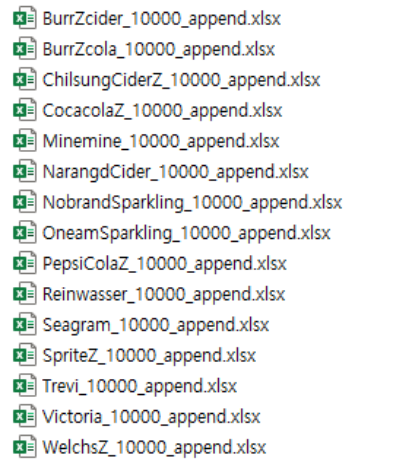 BurrZcider_10000_append.xlsx
BurrZcola_10000_append.xlsx
ChilsungCiderZ_10000_append.xlsx
CocacolaZ_10000_append.xlsx
Minemine_10000_append.xlsx
NarangdCider_10000_append.xlsx
NobrandSparkling_10000_append.xlsx
OneamSparkling_10000_append.xlsx
PepsiColaZ_10000_append.xlsx
Reinwasser_10000_append.xlsx
Seagram_10000_append.xlsx
SpriteZ_10000_append.xlsx
Trevi_10000_append.xlsx
Victoria_10000_append.xlsx
WelchsZ_10000_append.xlsx